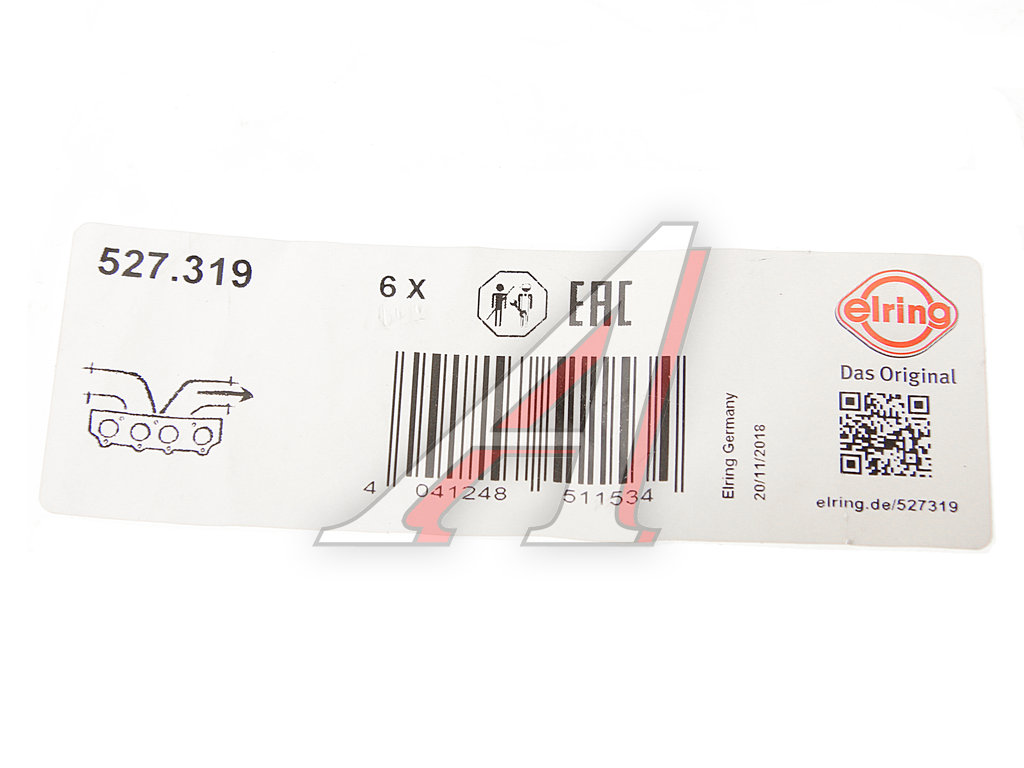 527.319
6 x
EAC
elring
Das Original
4 041248 511534
Elring Germany
20/11/2018
elring.de/527319